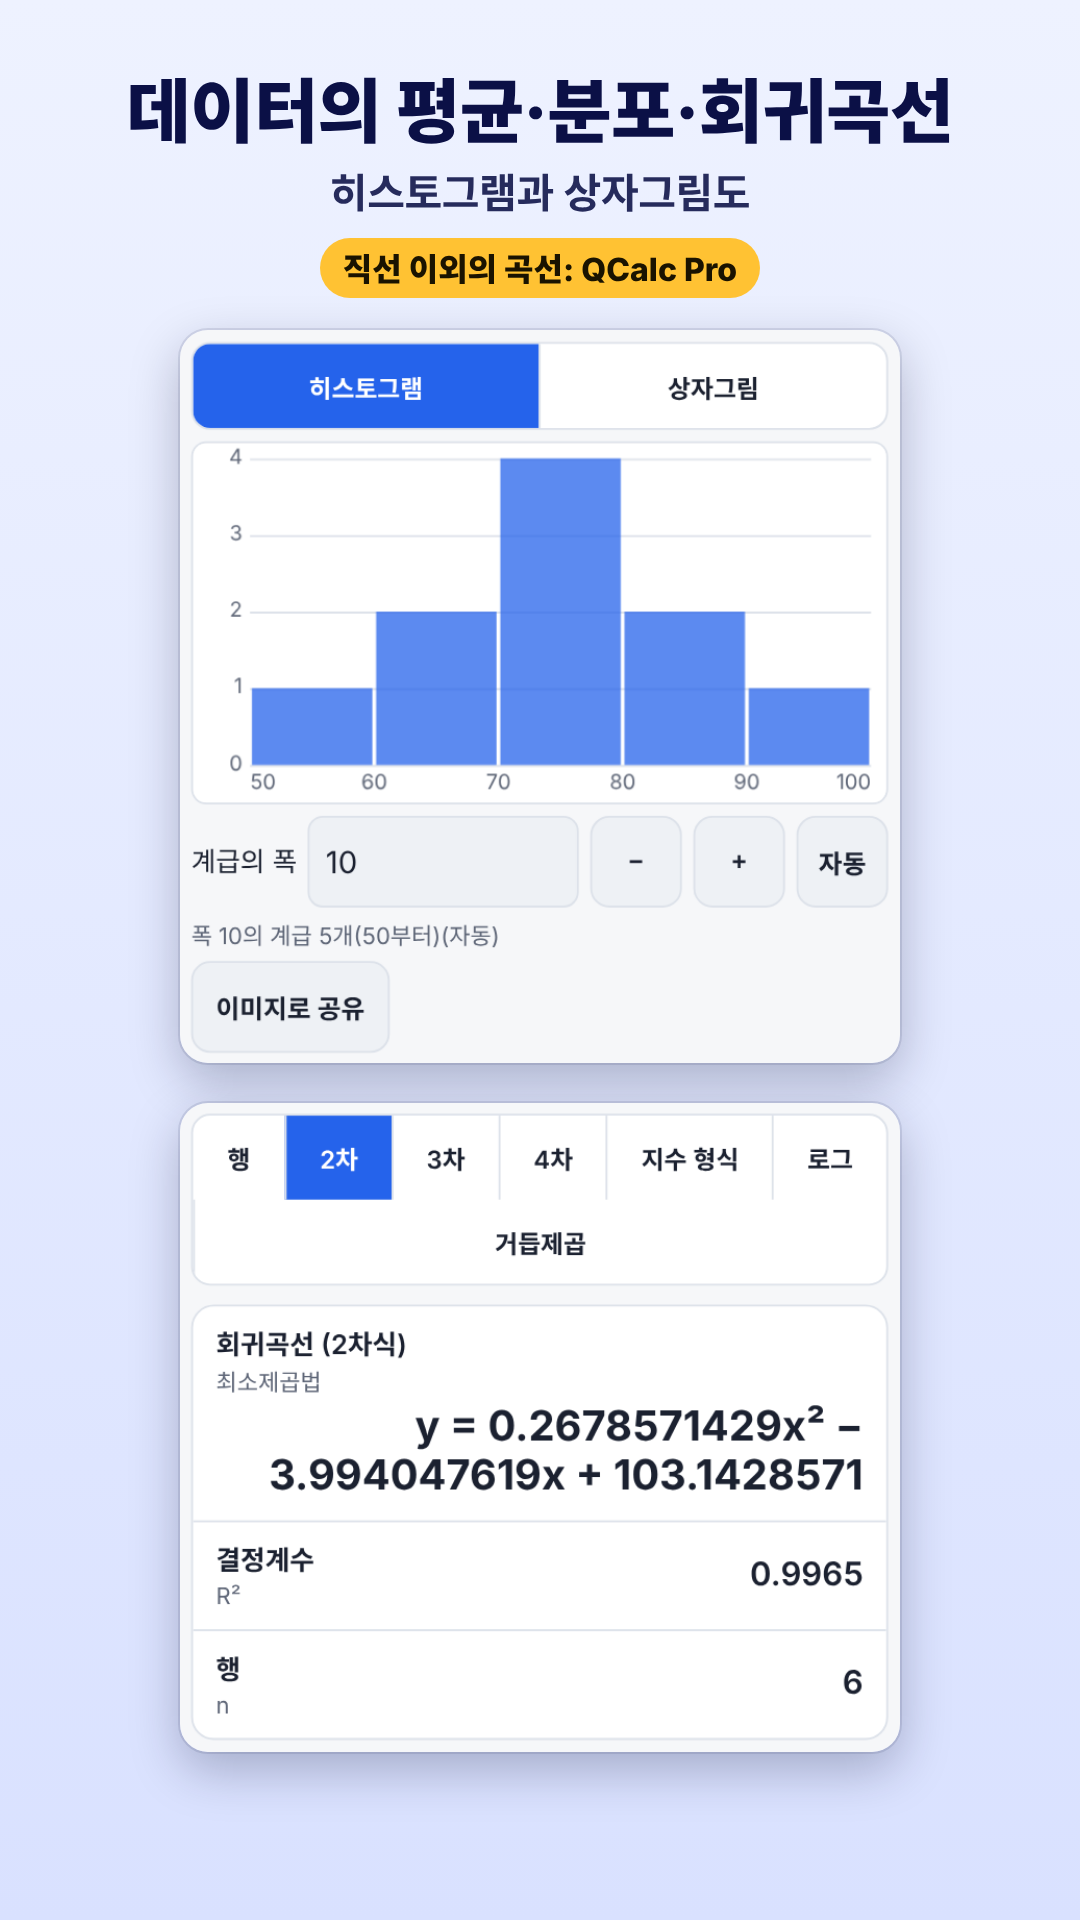 데이터의 평균·분포·회귀곡선
히스토그램과 상자그림도
직선 이외의 곡선: QCalc Pro
히스토그램 상자그림
4
3
2
1
0
50 60 70 80 90 100
계급의 폭 10 − + 자동
폭 10의 계급 5개(50부터)(자동)
이미지로 공유
행 2차 3차 4차 지수 형식 로그
거듭제곱
회귀곡선 (2차식)
최소제곱법
y = 0.2678571429x² −
3.994047619x + 103.1428571
결정계수
R²
0.9965
행
n
6